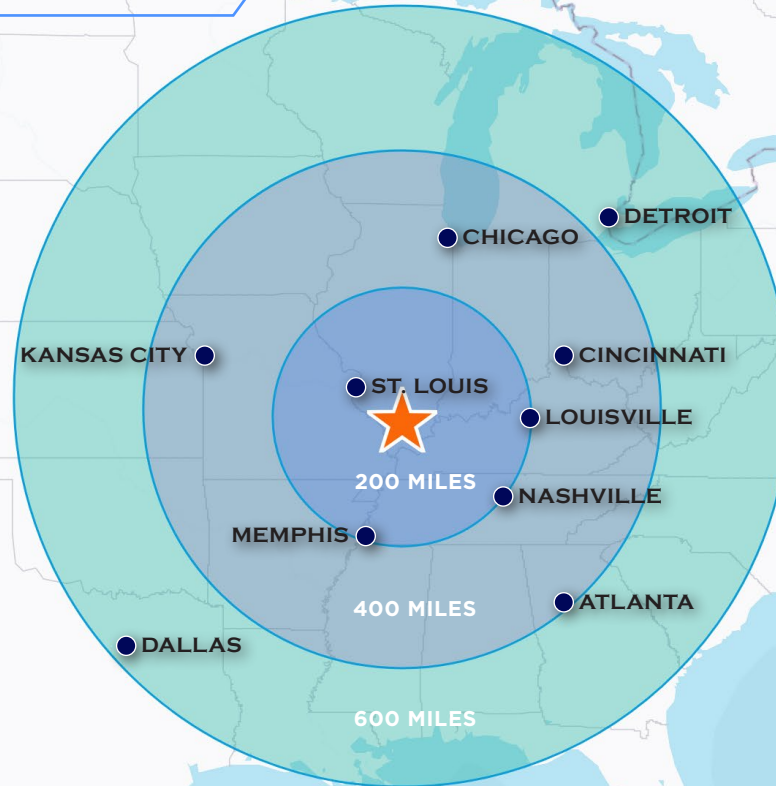 DETROIT
CHICAGO
KANSAS CITY
CINCINNATI
ST. LOUIS
LOUISVILLE
200 MILES
NASHVILLE
MEMPHIS
ATLANTA
400 MILES
DALLAS
600 MILES